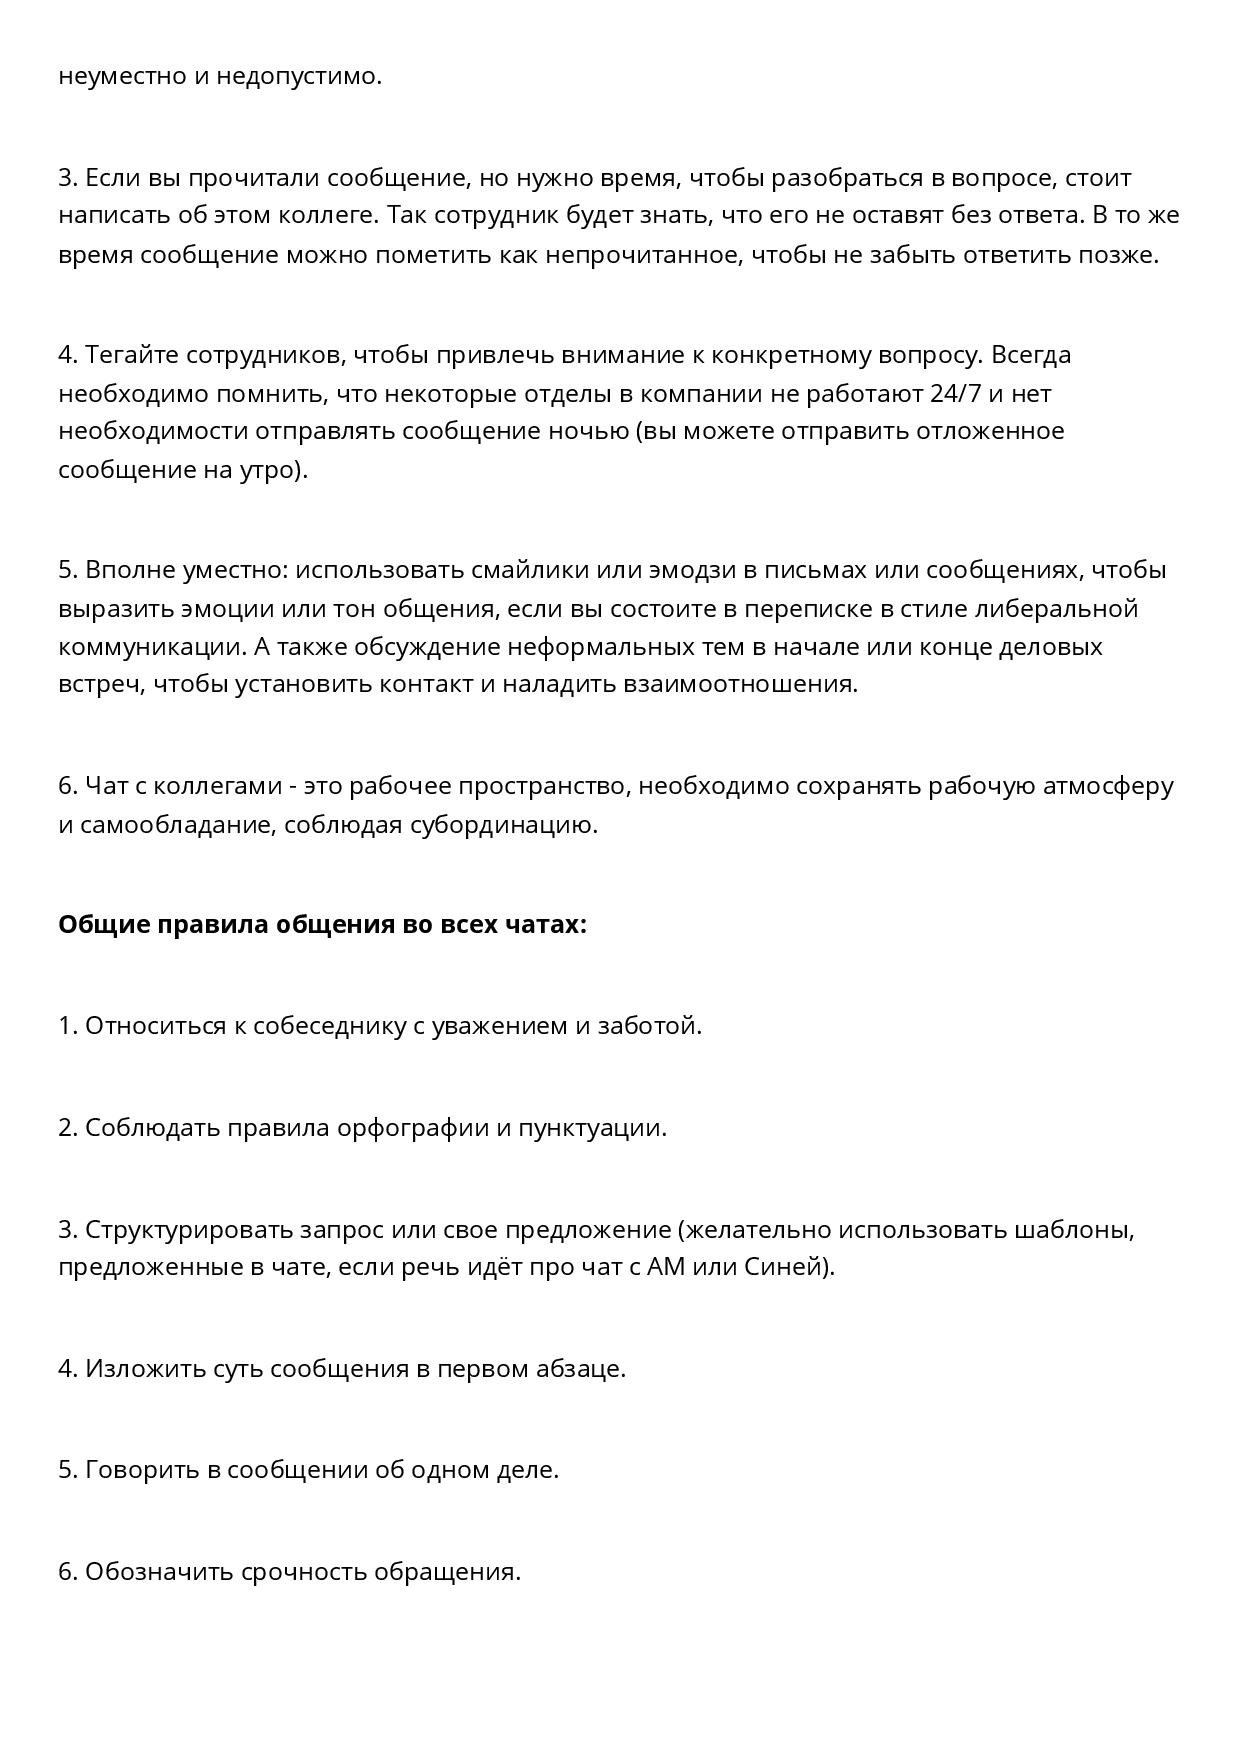 неуместно и недопустимо.
3. Если вы прочитали сообщение, но нужно время, чтобы разобраться в вопросе, стоит
написать об этом коллеге. Так сотрудник будет знать, что его не оставят без ответа. В то же
время сообщение можно пометить как непрочитанное, чтобы не забыть ответить позже.
4. Тегайте сотрудников, чтобы привлечь внимание к конкретному вопросу. Всегда
необходимо помнить, что некоторые отделы в компании не работают 24/7 и нет
необходимости отправлять сообщение ночью (вы можете отправить отложенное
сообщение на утро).
5. Вполне уместно: использовать смайлики или эмодзи в письмах или сообщениях, чтобы
выразить эмоции или тон общения, если вы состоите в переписке в стиле либеральной
коммуникации. А также обсуждение неформальных тем в начале или конце деловых
встреч, чтобы установить контакт и наладить взаимоотношения.
6. Чат с коллегами - это рабочее пространство, необходимо сохранять рабочую атмосферу
и самообладание, соблюдая субординацию.
Общие правила общения во всех чатах:
1. Относиться к собеседнику с уважением и заботой.
2. Соблюдать правила орфографии и пунктуации.
3. Структурировать запрос или свое предложение (желательно использовать шаблоны,
предложенные в чате, если речь идёт про чат с АМ или Синей).
4. Изложить суть сообщения в первом абзаце.
5. Говорить в сообщении об одном деле.
6. Обозначить срочность обращения.